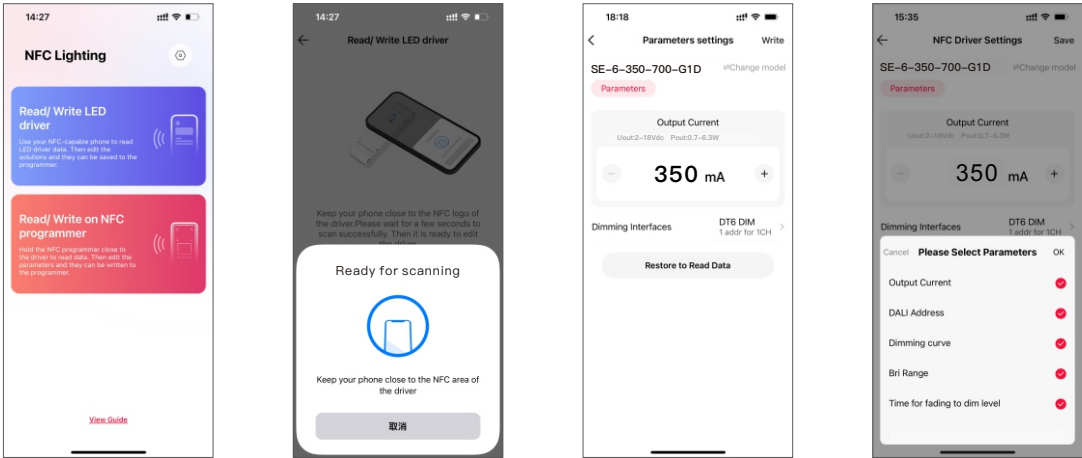 14:27
NFC Lighting
Read/ Write LED
driver
Use your NFC-capable phone to read
LED driver data. Then edit the
solutions and they can be saved to the
programmer.
Read/ Write on NFC
programmer
Hold the NFC programmer close to
the driver to read data. Then edit the
parameters and they can be written to
the programmer.
View Guide
14:27
Read/ Write LED driver
Keep your phone close to the NFC logo of
the driver.Please wait for a few seconds to
scan successfully. Then it is ready to edit
the driver
Ready for scanning
Keep your phone close to the NFC area of
the driver
取消
18:18
Parameters settings
Write
SE-6-350-700-G1D
⇌Change model
Parameters
Output Current
Uout:2-18Vdc Pout:0.7-6.3W
350 mA
Dimming Interfaces
DT6 DIM
1 addr for 1CH
Restore to Read Data
15:35
NFC Driver Settings
Save
SE-6-350-700-G1D
⇌Change model
Parameters
Output Current
Uout:2-18Vdc Pout:0.7-6.3W
350 mA
Dimming Interfaces
DT6 DIM
1 addr for 1CH
Cancel
Please Select Parameters
OK
Output Current
DALI Address
Dimming curve
Bri Range
Time for fading to dim level